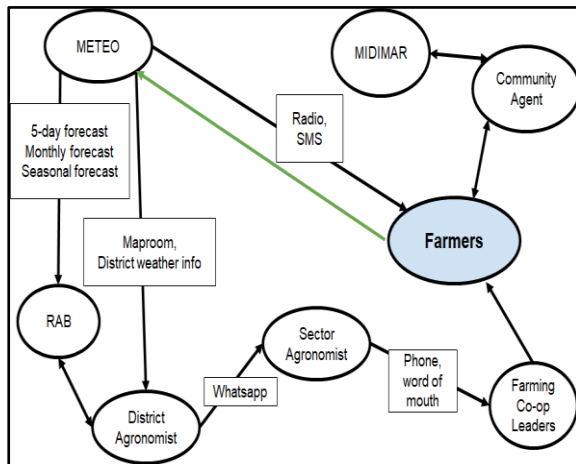 METEO
MIDIMAR
Community
Agent
5-day forecast
Monthly forecast
Seasonal forecast
Radio,
SMS
Farmers
Maproom,
District weather info
RAB
Sector
Agronomist
Whatsapp
Phone,
word of
mouth
District
Agronomist
Farming
Co-op
Leaders